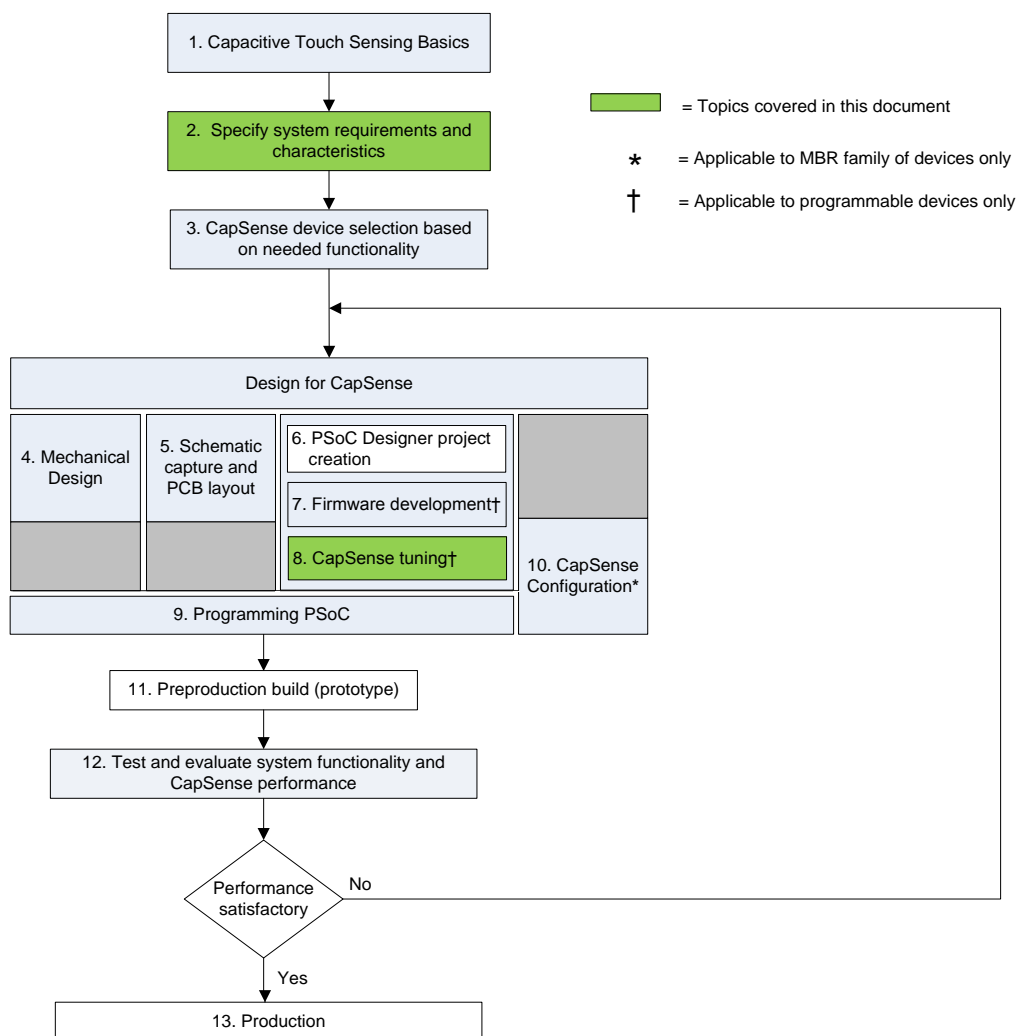 1. Capacitive Touch Sensing Basics
= Topics covered in this document
2. Specify system requirements and
characteristics
* = Applicable to MBR family of devices only
† = Applicable to programmable devices only
3. CapSense device selection based
on needed functionality
Design for CapSense
4. Mechanical
Design
5. Schematic
capture and
PCB layout
6. PSoC Designer project
creation
7. Firmware development†
8. CapSense tuning†
10. CapSense
Configuration*
9. Programming PSoC
11. Preproduction build (prototype)
12. Test and evaluate system functionality and
CapSense performance
Performance
satisfactory
No
Yes
13. Production